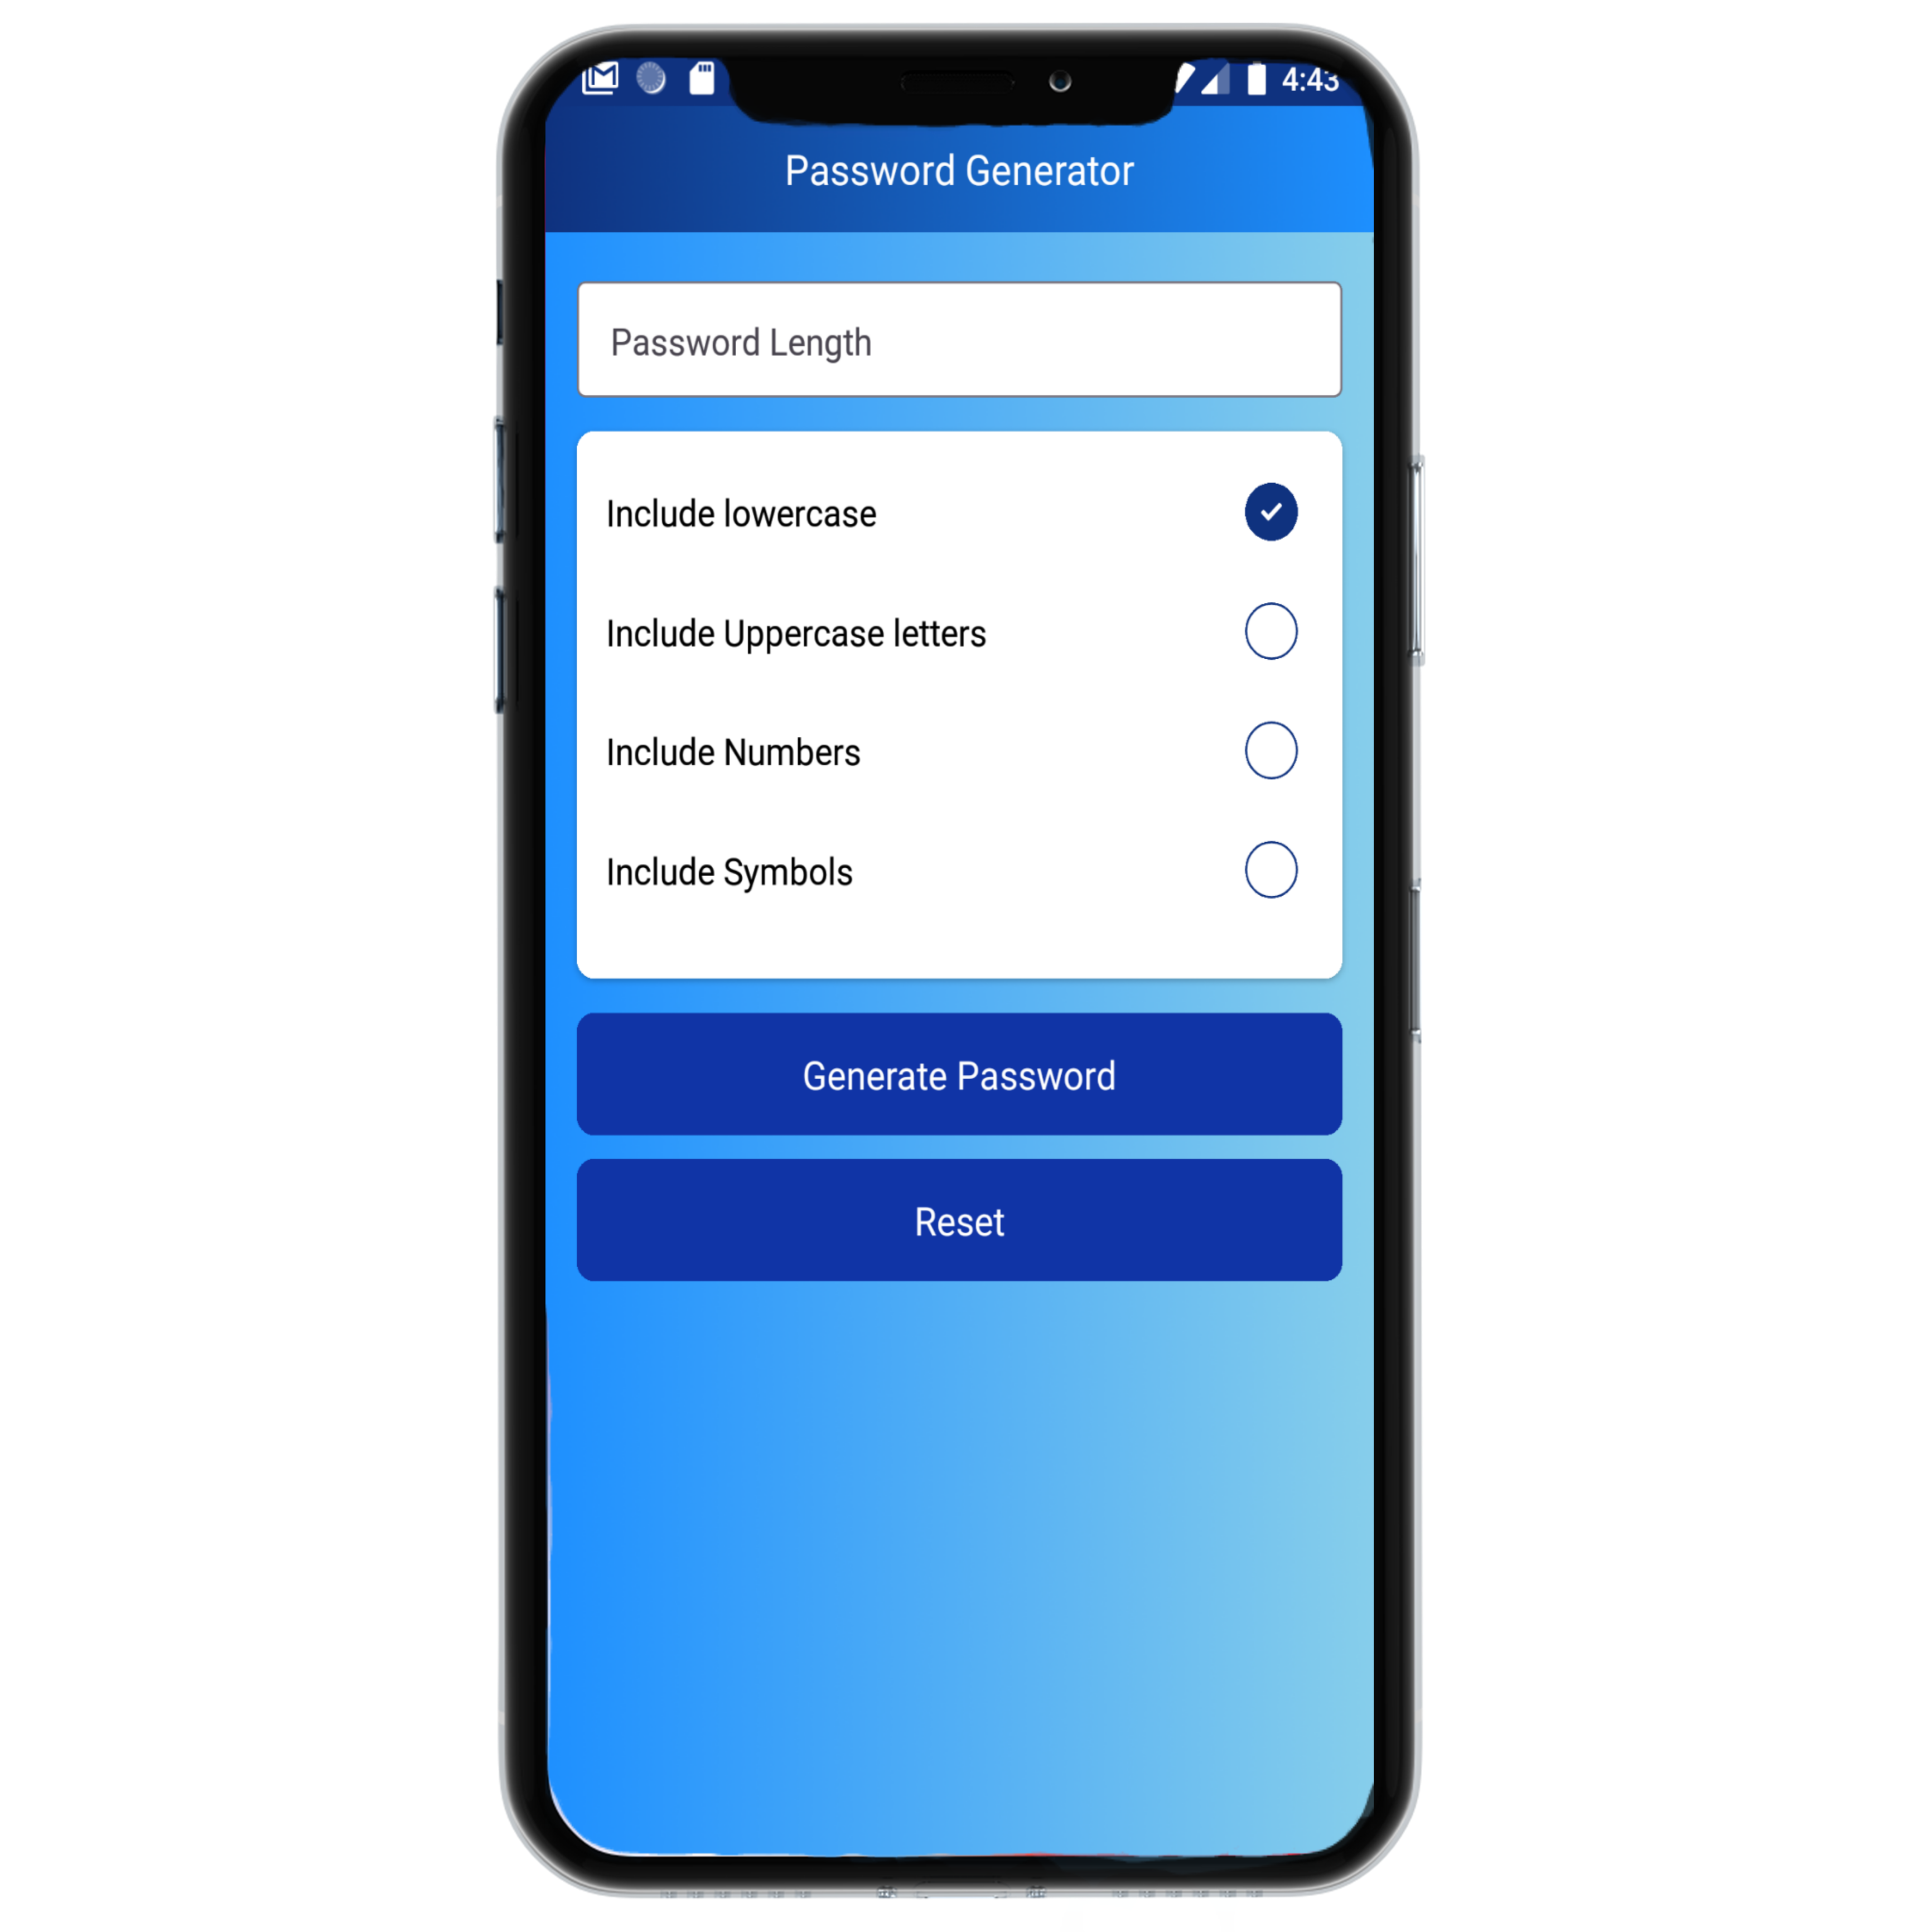 4:43
Password Generator
Password Length
Include lowercase
Include Uppercase letters
Include Numbers
Include Symbols
Generate Password
Reset